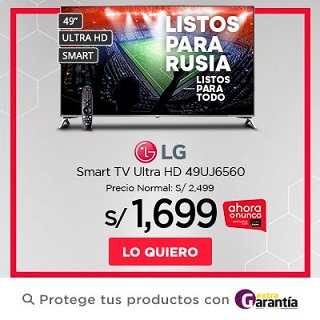 49"
ULTRA HD
SMART
LISTOS
PARA
RUSIA
LISTOS
PARA
TODO
LG
Smart TV Ultra HD 49UJ6560
Precio Normal: S/ 2,499
S/ 1,699
ahora
o nunca
LO QUIERO
Protege tus productos con
extra
Garantía